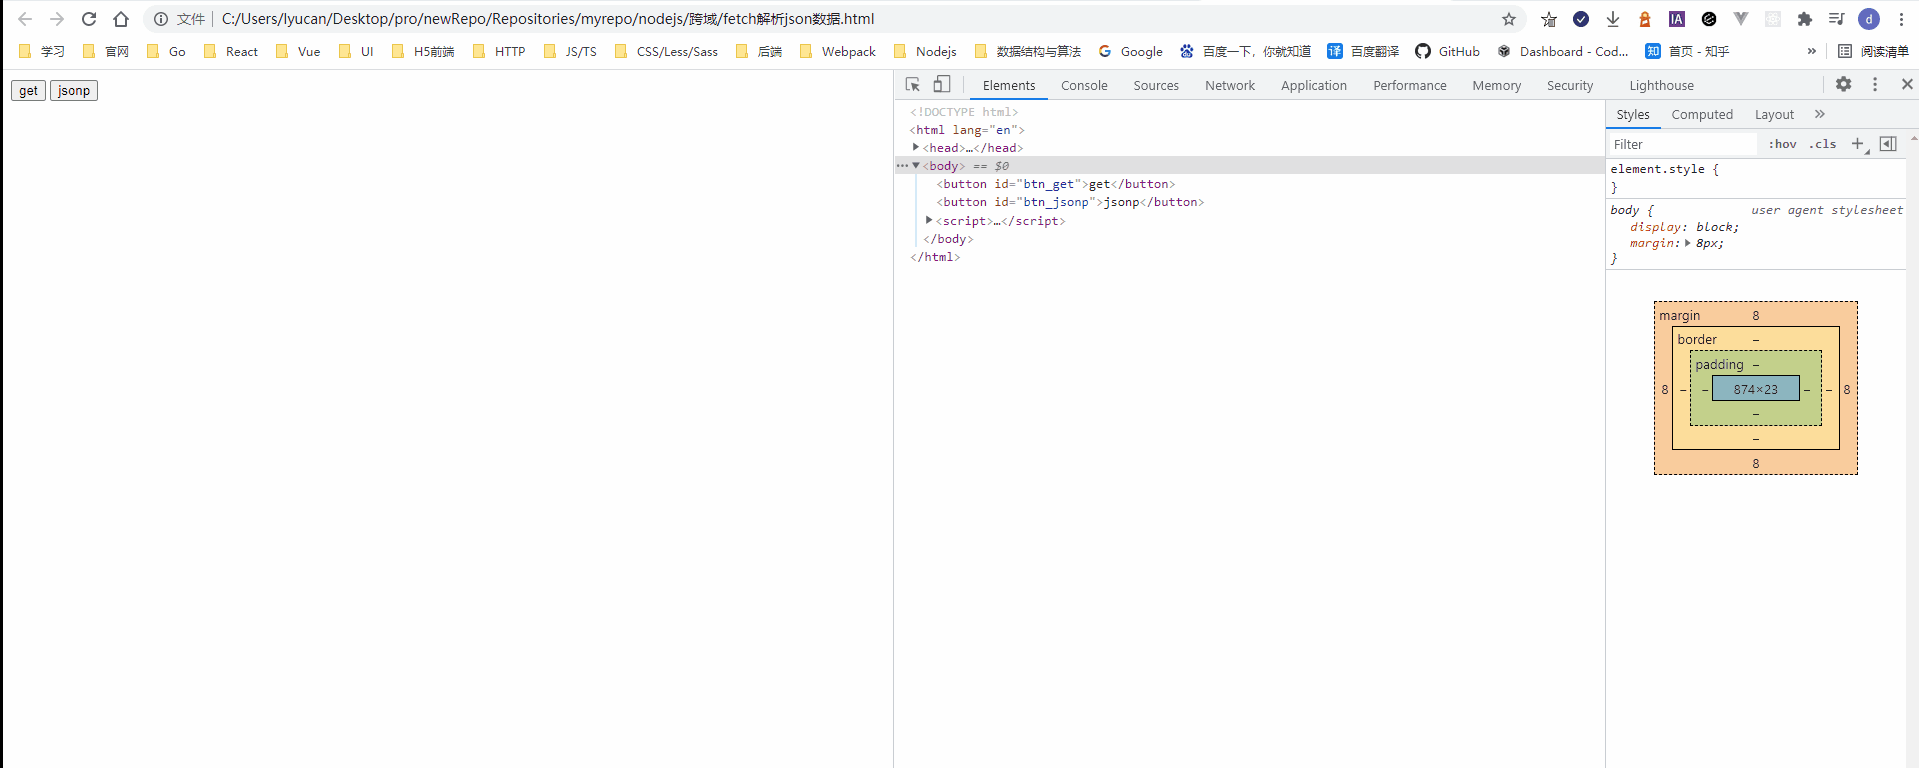 文件 C:/Users/lyucan/Desktop/pro/newRepo/Repositories/myrepo/nodejs/跨域/fetch解析json数据.html IA d
学习 官网 Go React Vue UI H5前端 HTTP JS/TS CSS/Less/Sass 后端 Webpack Nodejs 数据结构与算法 G Google 百度一下，你就知道 译 百度翻译 GitHub Dashboard - Cod... 知 首页 - 知乎 » 阅读清单
get jsonp
Elements Console Sources Network Application Performance Memory Security Lighthouse
<!DOCTYPE html>
<html lang="en">
<head>…</head>
<body> == $0
<button id="btn_get">get</button>
<button id="btn_jsonp">jsonp</button>
<script>…</script>
</body>
</html>
Styles Computed Layout »
Filter :hov .cls +
element.style {
}
body { user agent stylesheet
display: block;
margin: 8px;
}
margin 8
border –
padding –
8 – – 874×23 – – 8
–
–
8